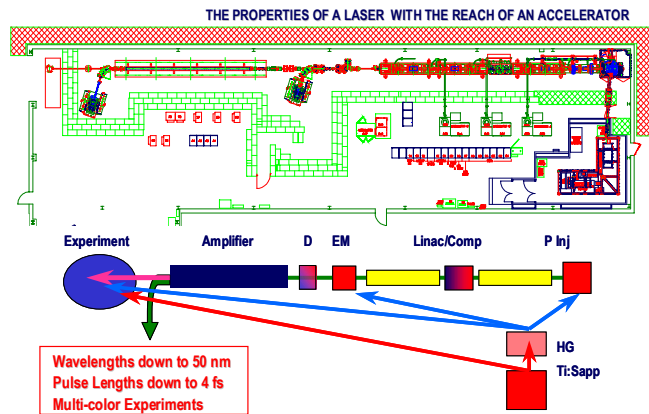 THE PROPERTIES OF A LASER WITH THE REACH OF AN ACCELERATOR
Experiment Amplifier D EM Linac/Comp P Inj
HG
Ti:Sapp
Wavelengths down to 50 nm
Pulse Lengths down to 4 fs
Multi-color Experiments